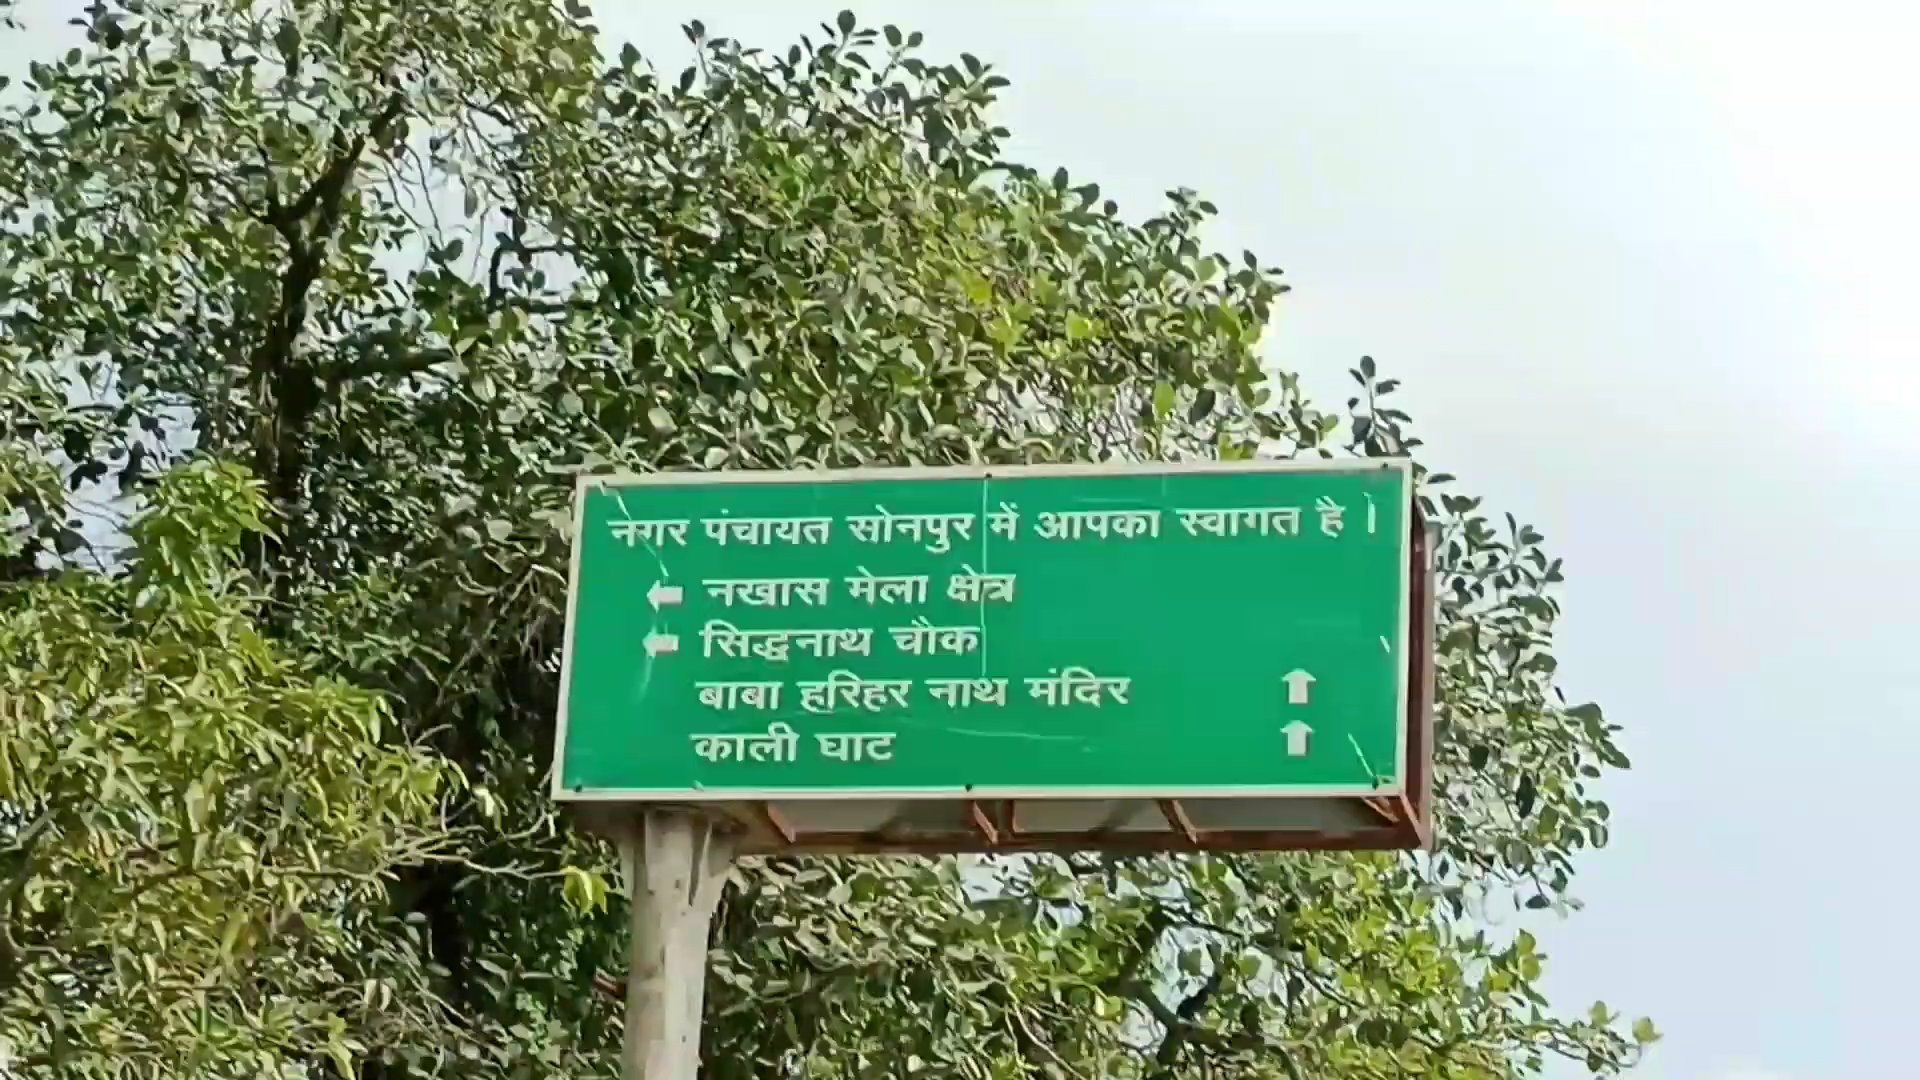 नगर पंचायत सोनपुर में आपका स्वागत है ।
नखास मेला क्षेत्र
सिद्धनाथ चौक
बाबा हरिहर नाथ मंदिर
काली घाट